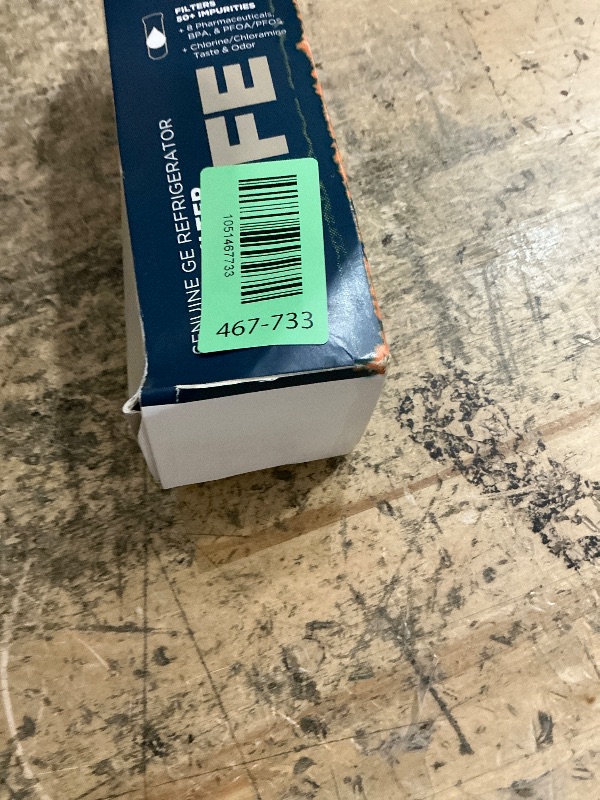 FILTERS
50+ IMPURITIES
+ 8 Pharmaceuticals,
BPA, & PFOA/PFOS
+ Chlorine/Chloramine
Taste & Odor
FE
GENUINE GE REFRIGERATOR
1051467733
467-733